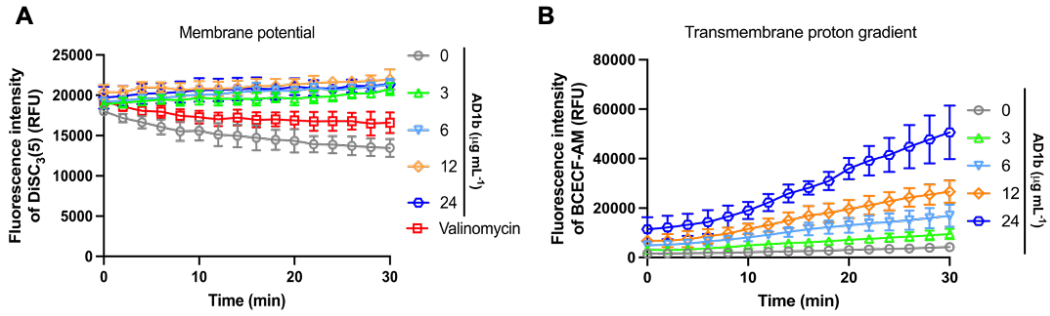 A
Membrane potential
Fluorescence intensity
of DiSC₃(5) (RFU)
25000
20000
15000
10000
5000
0
0
10
20
30
Time (min)
0
3
6
12
24
Valinomycin
AD1b (μg mL⁻¹)
B
Transmembrane proton gradient
Fluorescence intensity
of BCECF-AM (RFU)
80000
60000
40000
20000
0
0
10
20
30
Time (min)
0
3
6
12
24
AD1b
(μg mL⁻¹)